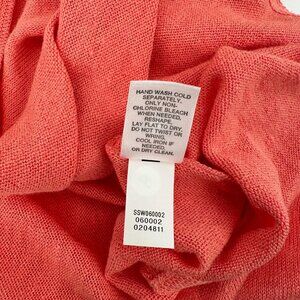 HAND WASH COLD
SEPARATELY.
ONLY NON-
CHLORINE BLEACH
WHEN NEEDED,
RESHAPE,
LAY FLAT TO DRY.
DO NOT TWIST OR
WRING.
COOL IRON IF
NEEDED
OR DRY CLEAN.
SSW060002
060002
0204811